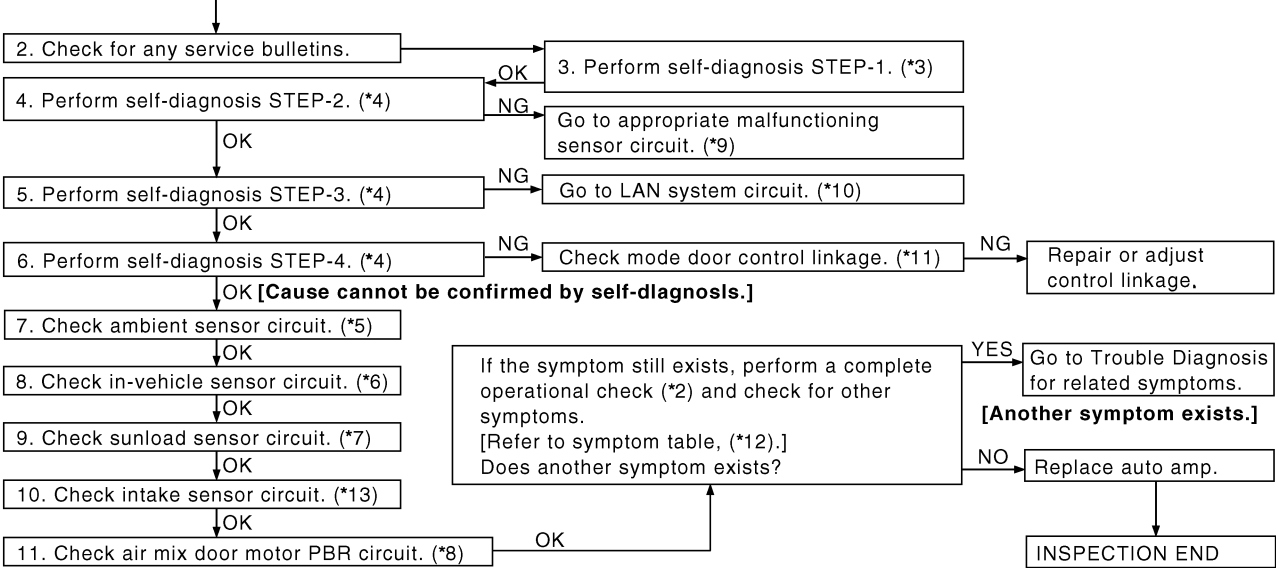 2. Check for any service bulletins.
3. Perform self-diagnosis STEP-1. (*3)
OK
4. Perform self-diagnosis STEP-2. (*4)
NG
Go to appropriate malfunctioning
sensor circuit. (*9)
OK
5. Perform self-diagnosis STEP-3. (*4)
NG
Go to LAN system circuit. (*10)
OK
6. Perform self-diagnosis STEP-4. (*4)
NG
Check mode door control linkage. (*11)
NG
Repair or adjust
control linkage.
OK [Cause cannot be confirmed by self-dlagnosls.]
7. Check ambient sensor circuit. (*5)
OK
8. Check in-vehicle sensor circuit. (*6)
OK
9. Check sunload sensor circuit. (*7)
OK
10. Check intake sensor circuit. (*13)
OK
11. Check air mix door motor PBR circuit. (*8)
OK
If the symptom still exists, perform a complete
operational check (*2) and check for other
symptoms.
[Refer to symptom table, (*12).]
Does another symptom exists?
YES
Go to Trouble Diagnosis
for related symptoms.
[Another symptom exists.]
NO
Replace auto amp.
INSPECTION END